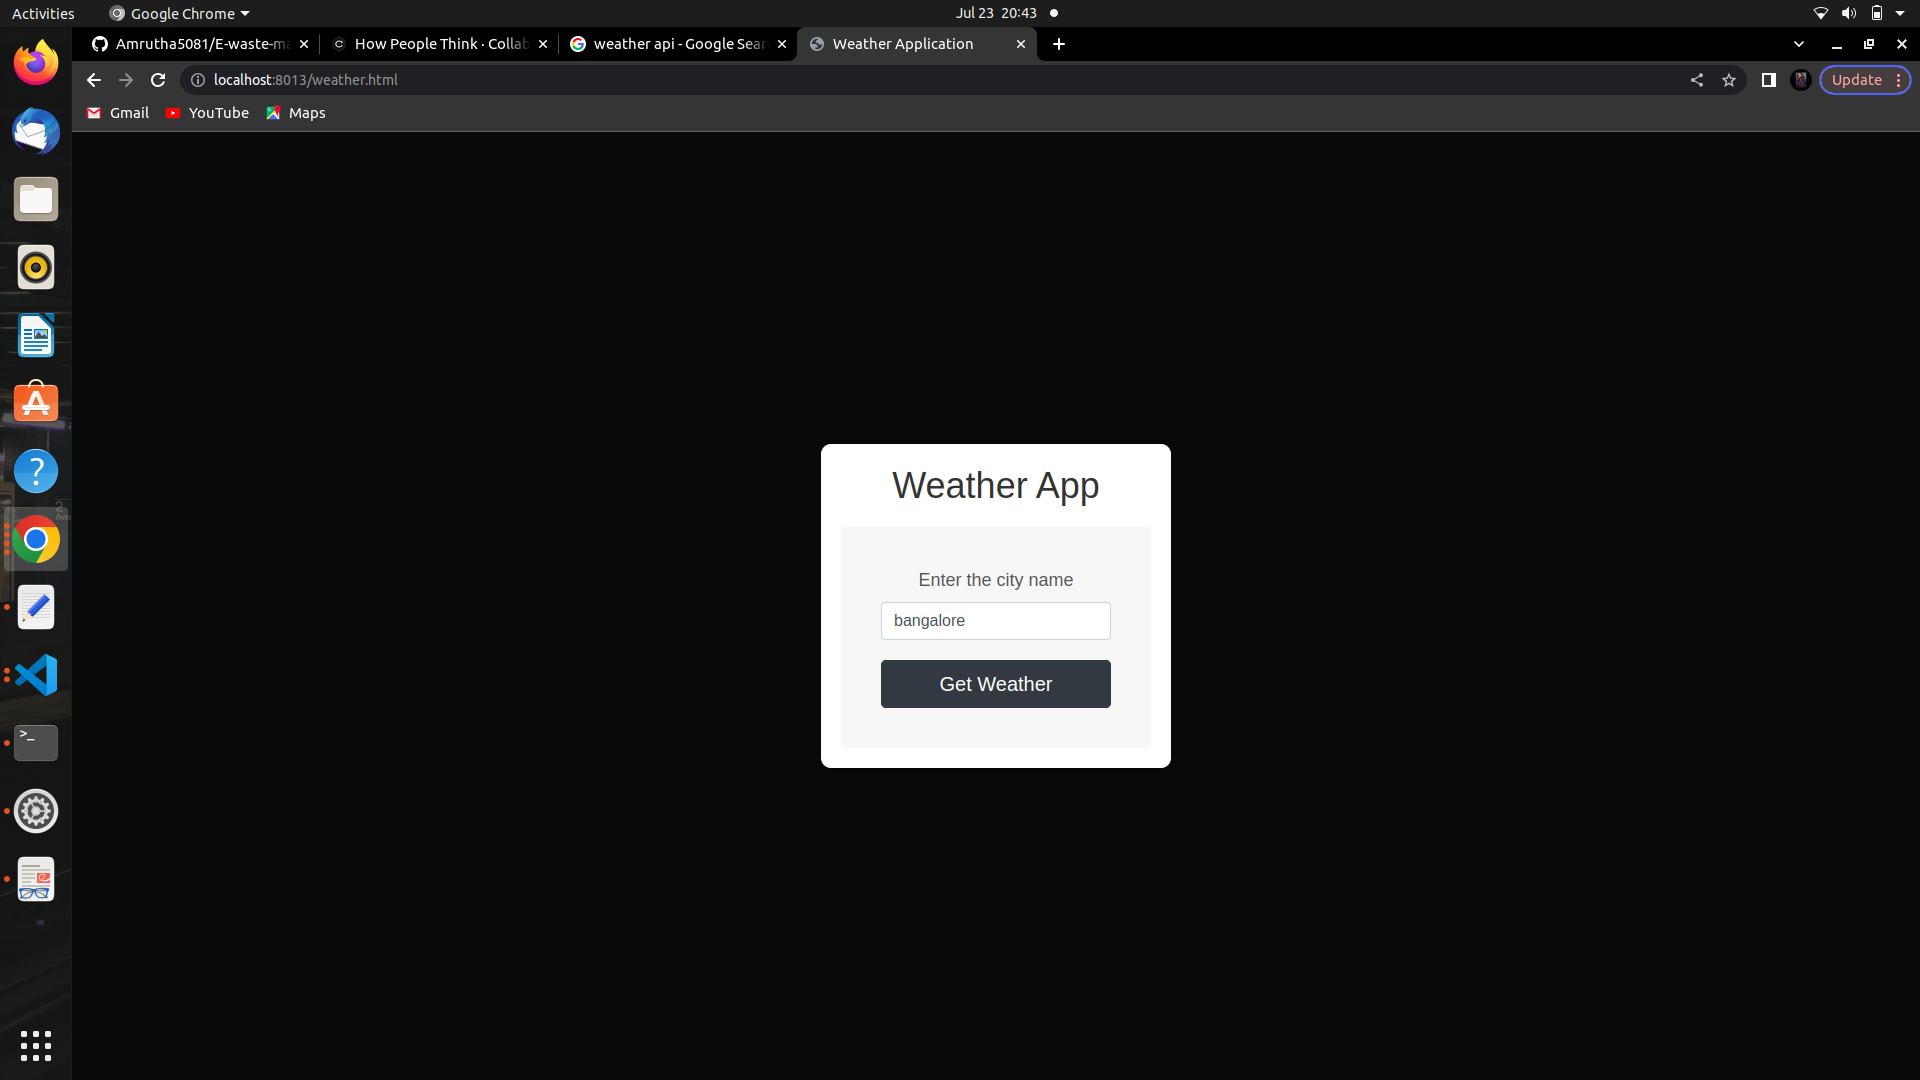 Activities
Google Chrome
Jul 23 20:43
Amrutha5081/E-waste-ma
How People Think · Collab
weather api - Google Sear
Weather Application
localhost:8013/weather.html
Update
Gmail
YouTube
Maps
Weather App
Enter the city name
bangalore
Get Weather